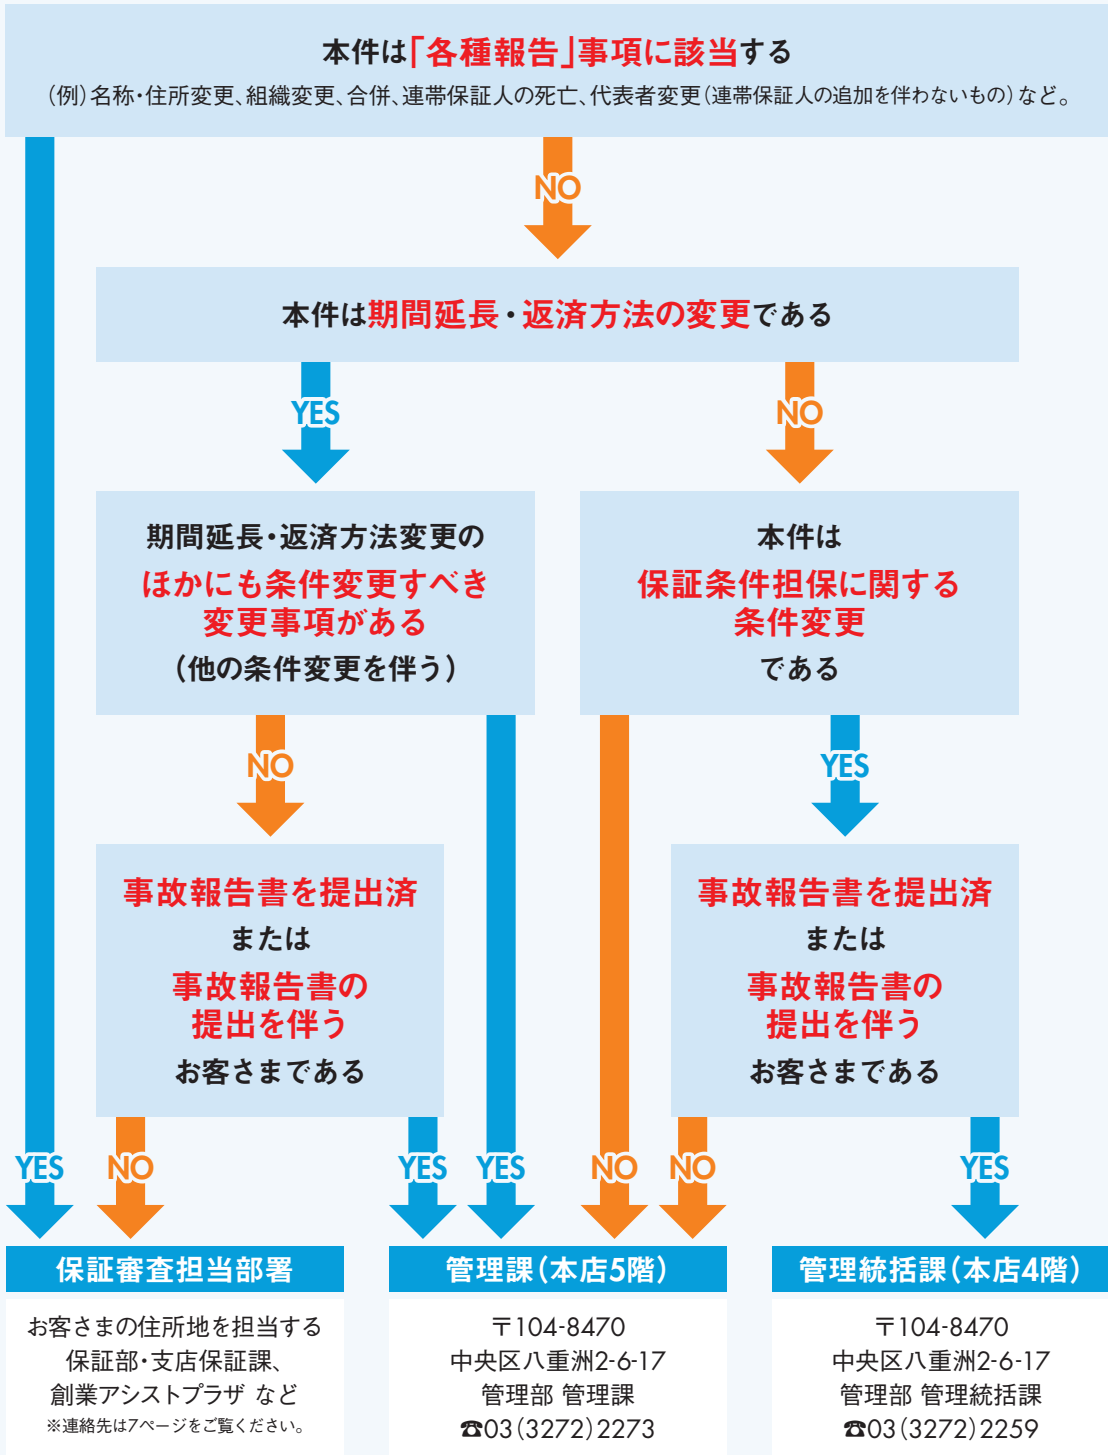 本件は「各種報告」事項に該当する
（例）名称・住所変更、組織変更、合併、連帯保証人の死亡、代表者変更（連帯保証人の追加を伴わないもの）など。
NO
本件は期間延長・返済方法の変更である
YES
NO
期間延長・返済方法変更の
ほかにも条件変更すべき
変更事項がある
（他の条件変更を伴う）
本件は
保証条件担保に関する
条件変更
である
NO
YES
事故報告書を提出済
または
事故報告書の
提出を伴う
お客さまである
事故報告書を提出済
または
事故報告書の
提出を伴う
お客さまである
YES
NO
YES
YES
NO
NO
YES
保証審査担当部署
お客さまの住所地を担当する
保証部・支店保証課、
創業アシストプラザ など
※連絡先は7ページをご覧ください。
管理課（本店5階）
〒104-8470
中央区八重洲2-6-17
管理部 管理課
☎03（3272）2273
管理統括課（本店4階）
〒104-8470
中央区八重洲2-6-17
管理部 管理統括課
☎03（3272）2259